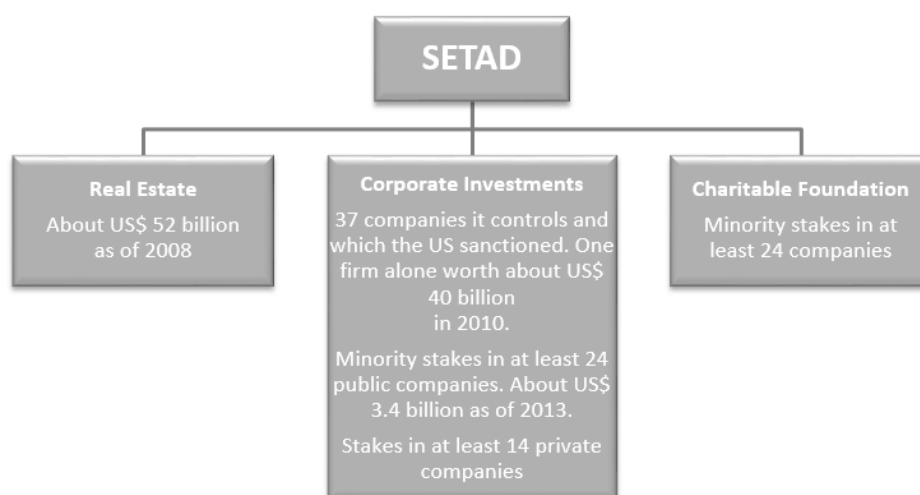 SETAD
Real Estate
About US$ 52 billion
as of 2008
Corporate Investments
37 companies it controls and
which the US sanctioned. One
firm alone worth about US$
40 billion
in 2010.
Minority stakes in at least 24
public companies. About US$
3.4 billion as of 2013.
Stakes in at least 14 private
companies
Charitable Foundation
Minority stakes in at
least 24 companies